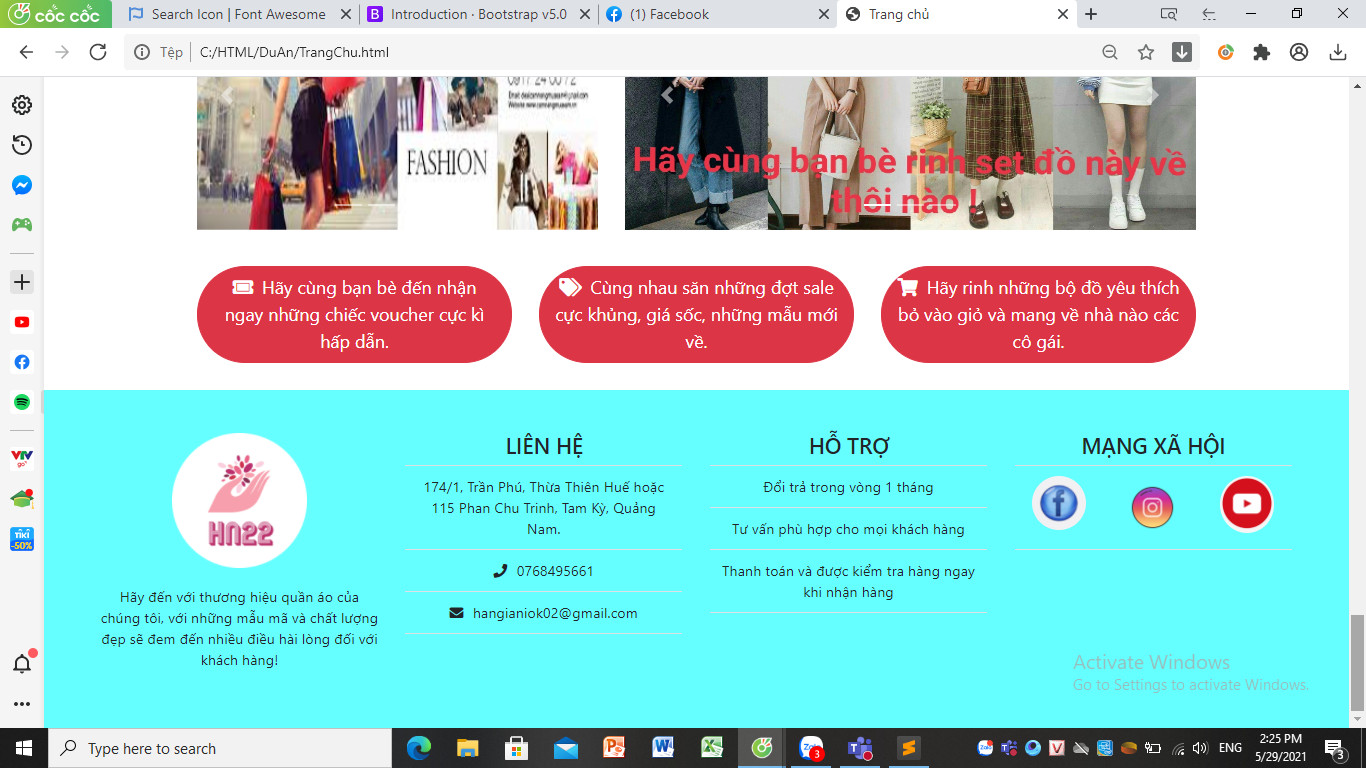 cốc cốc
Search Icon | Font Awesome
Introduction · Bootstrap v5.0
(1) Facebook
Trang chủ
Tệp
C:/HTML/DuAn/TrangChu.html
FASHION
Hãy cùng bạn bè rinh set đồ này về
thôi nào !
Hãy cùng bạn bè đến nhận
ngay những chiếc voucher cực kì
hấp dẫn.
Cùng nhau săn những đợt sale
cực khủng, giá sốc, những mẫu mới
về.
Hãy rinh những bộ đồ yêu thích
bỏ vào giỏ và mang về nhà nào các
cô gái.
HN22
Hãy đến với thương hiệu quần áo của
chúng tôi, với những mẫu mã và chất lượng
đẹp sẽ đem đến nhiều điều hài lòng đối với
khách hàng!
LIÊN HỆ
174/1, Trần Phú, Thừa Thiên Huế hoặc
115 Phan Chu Trinh, Tam Kỳ, Quảng
Nam.
0768495661
hangianiok02@gmail.com
HỖ TRỢ
Đổi trả trong vòng 1 tháng
Tư vấn phù hợp cho mọi khách hàng
Thanh toán và được kiểm tra hàng ngay
khi nhận hàng
MẠNG XÃ HỘI
VTV
go
TIKI
-50%
Activate Windows
Go to Settings to activate Windows.
Type here to search
Zalo
3
ENG
2:25 PM
5/29/2021
3